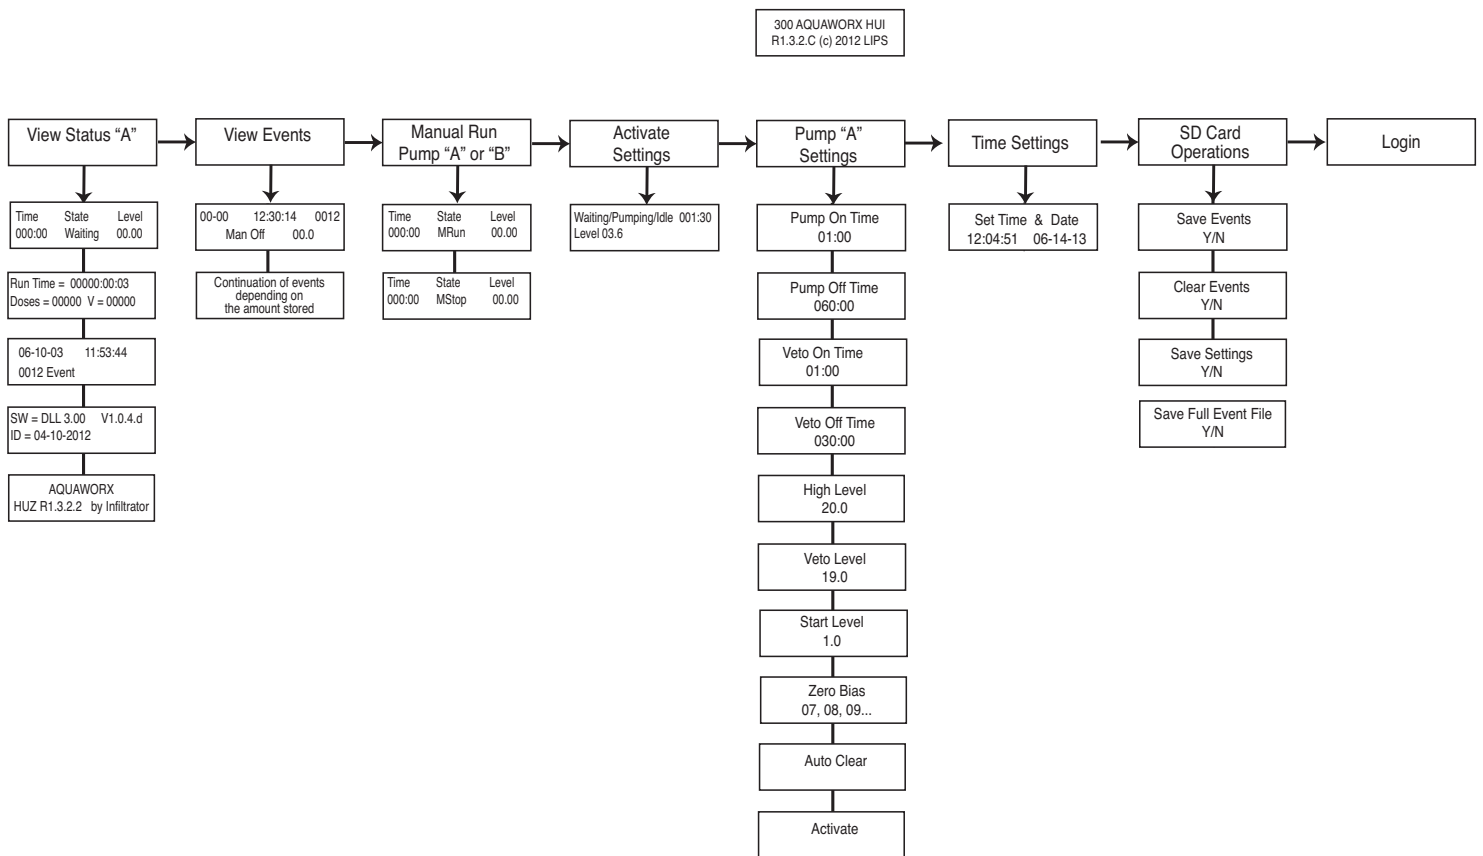 300 AQUAWORX HUI
R1.3.2.C (c) 2012 LIPS
View Status “A”
View Events
Manual Run
Pump “A” or “B”
Activate
Settings
Pump “A”
Settings
Time Settings
SD Card
Operations
Login
Time State Level
000:00 Waiting 00.00
Run Time = 00000:00:03
Doses = 00000 V = 00000
06-10-03 11:53:44
0012 Event
SW = DLL 3.00 V1.0.4.d
ID = 04-10-2012
AQUAWORX
HUZ R1.3.2.2 by Infiltrator
00-00 12:30:14 0012
Man Off 00.0
Continuation of events
depending on
the amount stored
Time State Level
000:00 MRun 00.00
Time State Level
000:00 MStop 00.00
Waiting/Pumping/Idle 001:30
Level 03.6
Pump On Time
01:00
Pump Off Time
060:00
Veto On Time
01:00
Veto Off Time
030:00
High Level
20.0
Veto Level
19.0
Start Level
1.0
Zero Bias
07, 08, 09...
Auto Clear
Activate
Set Time & Date
12:04:51 06-14-13
Save Events
Y/N
Clear Events
Y/N
Save Settings
Y/N
Save Full Event File
Y/N